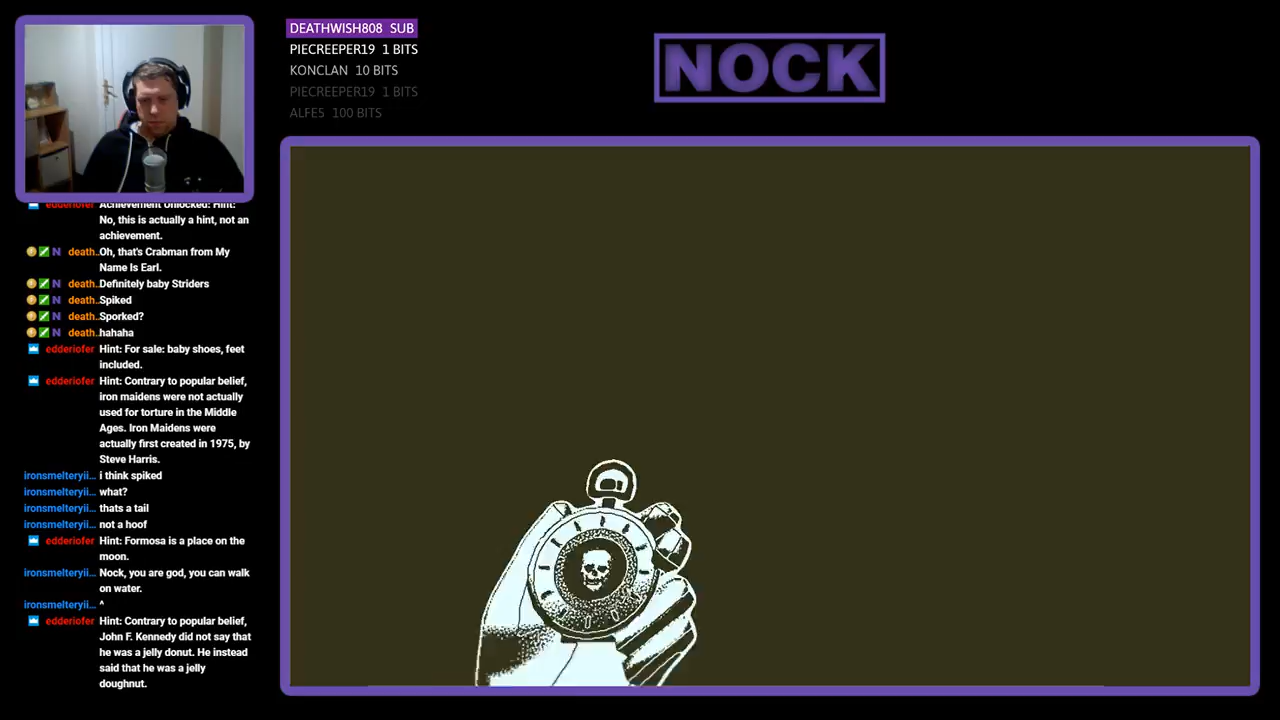 DEATHWISH808 SUB
PIECREEPER19 1 BITS
KONCLAN 10 BITS
PIECREEPER19 1 BITS
ALFE5 100 BITS
NOCK
edderiofer Achievement Unlocked: Hint:
No, this is actually a hint, not an
achievement.
N death.. Oh, that's Crabman from My
Name Is Earl.
N death.. Definitely baby Striders
N death.. Spiked
N death.. Sporked?
N death.. hahaha
edderiofer Hint: For sale: baby shoes, feet
included.
edderiofer Hint: Contrary to popular belief,
iron maidens were not actually
used for torture in the Middle
Ages. Iron Maidens were
actually first created in 1975, by
Steve Harris.
ironsmelteryii... i think spiked
ironsmelteryii... what?
ironsmelteryii... thats a tail
ironsmelteryii... not a hoof
edderiofer Hint: Formosa is a place on the
moon.
ironsmelteryii... Nock, you are god, you can walk
on water.
ironsmelteryii... ^
edderiofer Hint: Contrary to popular belief,
John F. Kennedy did not say that
he was a jelly donut. He instead
said that he was a jelly
doughnut.